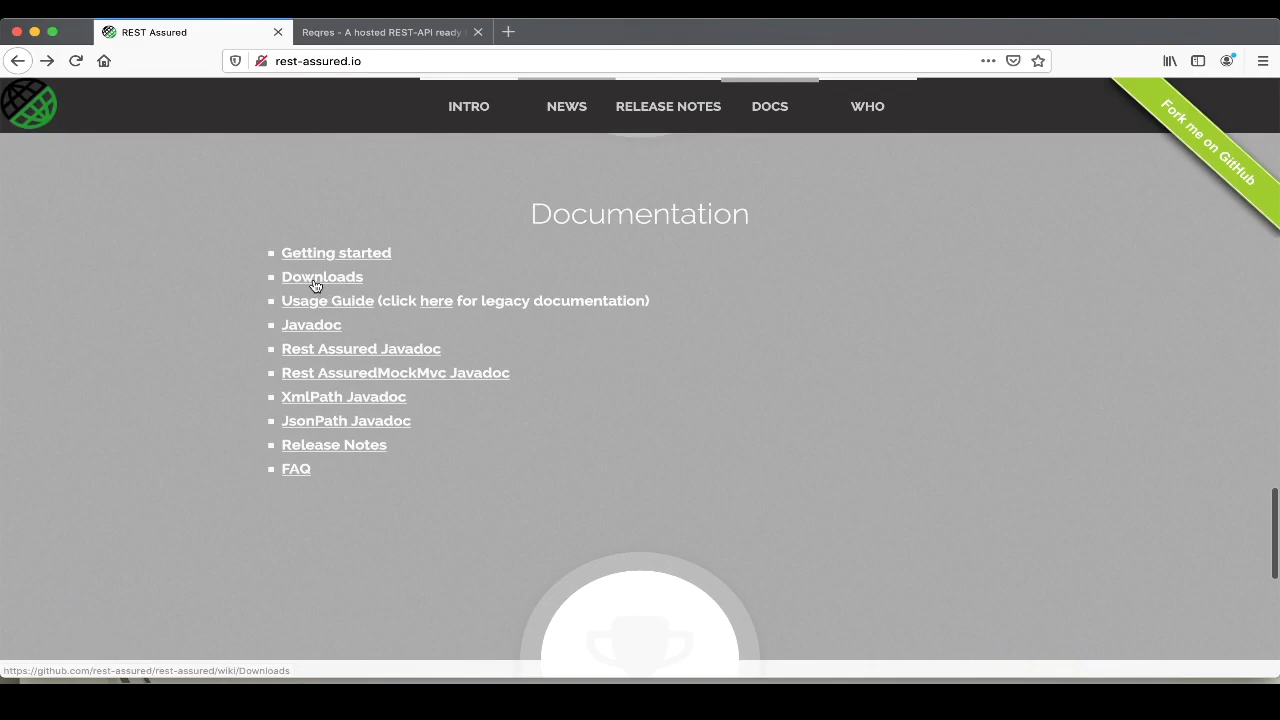 REST Assured
Reqres - A hosted REST-API ready
rest-assured.io
INTRO NEWS RELEASE NOTES DOCS WHO
Fork me on GitHub
Documentation
Getting started
Downloads
Usage Guide (click here for legacy documentation)
Javadoc
Rest Assured Javadoc
Rest AssuredMockMvc Javadoc
XmlPath Javadoc
JsonPath Javadoc
Release Notes
FAQ
https://github.com/rest-assured/rest-assured/wiki/Downloads